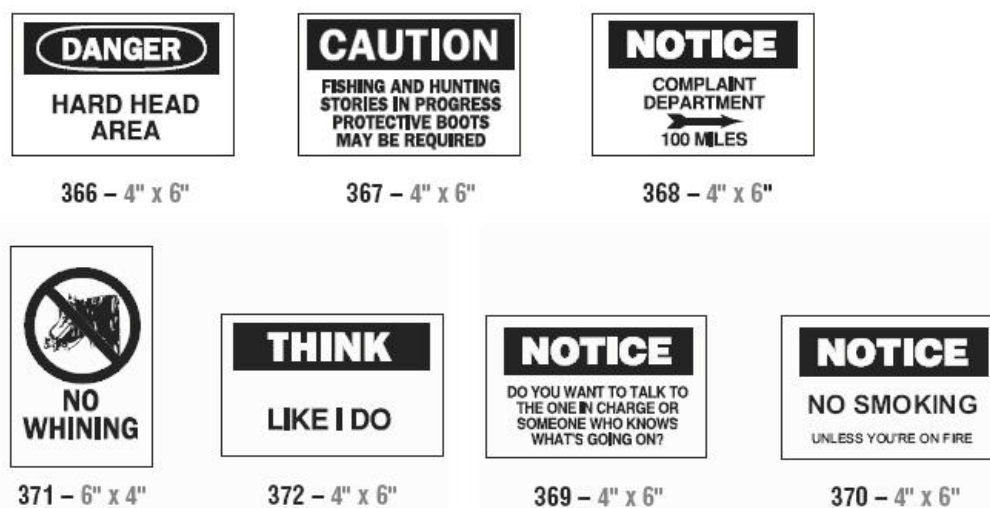 DANGER
HARD HEAD
AREA
366 – 4" x 6"
CAUTION
FISHING AND HUNTING
STORIES IN PROGRESS
PROTECTIVE BOOTS
MAY BE REQUIRED
367 – 4" x 6"
NOTICE
COMPLAINT
DEPARTMENT
100 MILES
368 – 4" x 6"
NO
WHINING
371 – 6" x 4"
THINK
LIKE I DO
372 – 4" x 6"
NOTICE
DO YOU WANT TO TALK TO
THE ONE IN CHARGE OR
SOMEONE WHO KNOWS
WHAT'S GOING ON?
369 – 4" x 6"
NOTICE
NO SMOKING
UNLESS YOU'RE ON FIRE
370 – 4" x 6"